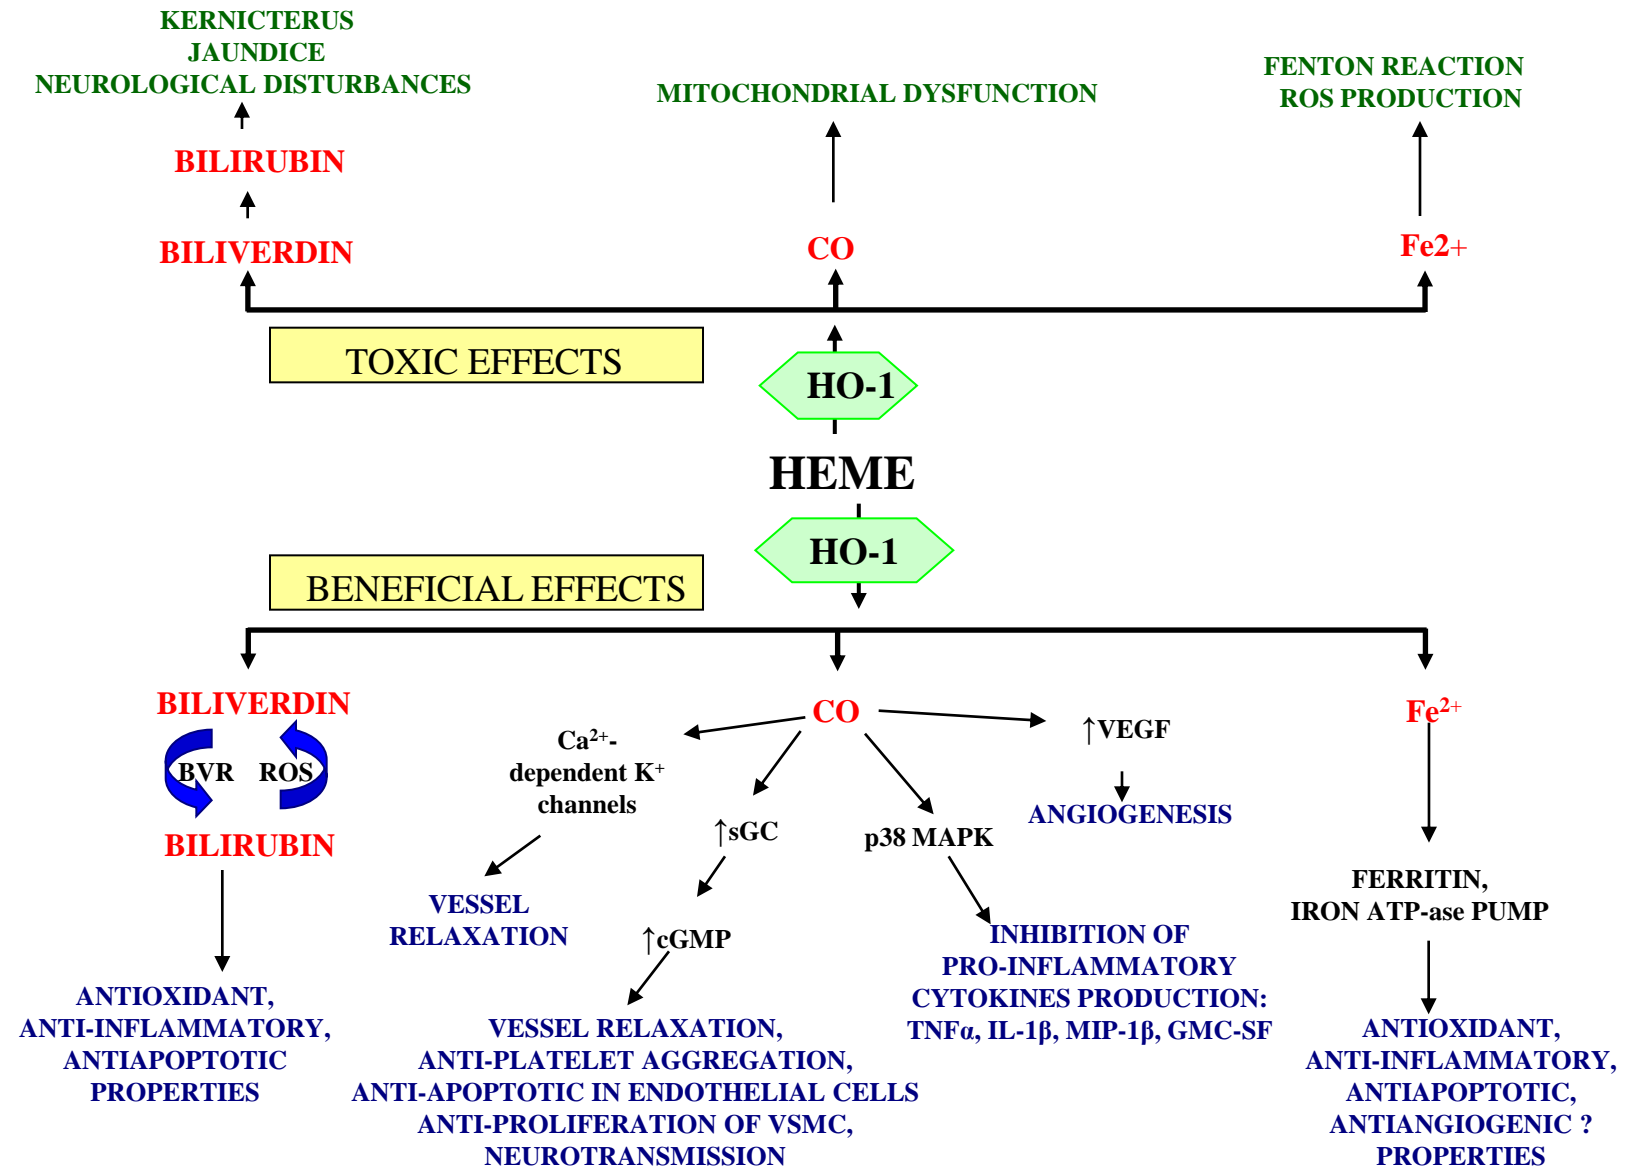 KERNICTERUS
JAUNDICE
NEUROLOGICAL DISTURBANCES
MITOCHONDRIAL DYSFUNCTION
FENTON REACTION
ROS PRODUCTION
BILIRUBIN
BILIVERDIN
CO
Fe2+
TOXIC EFFECTS
HO-1
HEME
HO-1
BENEFICIAL EFFECTS
BILIVERDIN
BVR ROS
BILIRUBIN
ANTIOXIDANT,
ANTI-INFLAMMATORY,
ANTIAPOPTOTIC
PROPERTIES
CO
Ca²⁺-
dependent K⁺
channels
VESSEL
RELAXATION
↑sGC
↑cGMP
VESSEL RELAXATION,
ANTI-PLATELET AGGREGATION,
ANTI-APOPTOTIC IN ENDOTHELIAL CELLS
ANTI-PROLIFERATION OF VSMC,
NEUROTRANSMISSION
p38 MAPK
INHIBITION OF
PRO-INFLAMMATORY
CYTOKINES PRODUCTION:
TNFα, IL-1β, MIP-1β, GMC-SF
↑VEGF
ANGIOGENESIS
Fe²⁺
FERRITIN,
IRON ATP-ase PUMP
ANTIOXIDANT,
ANTI-INFLAMMATORY,
ANTIAPOPTOTIC,
ANTIANGIOGENIC ?
PROPERTIES